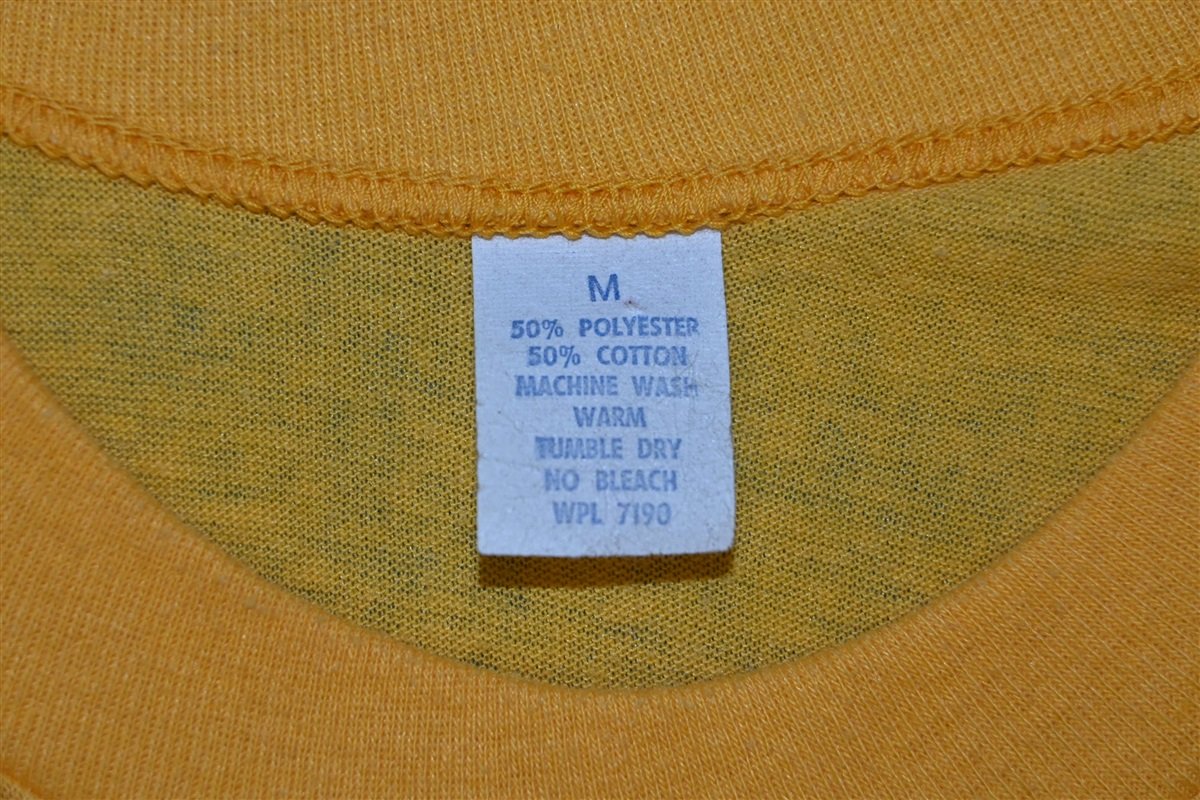 M
50% POLYESTER
50% COTTON
MACHINE WASH
WARM
TUMBLE DRY
NO BLEACH
WPL 7190